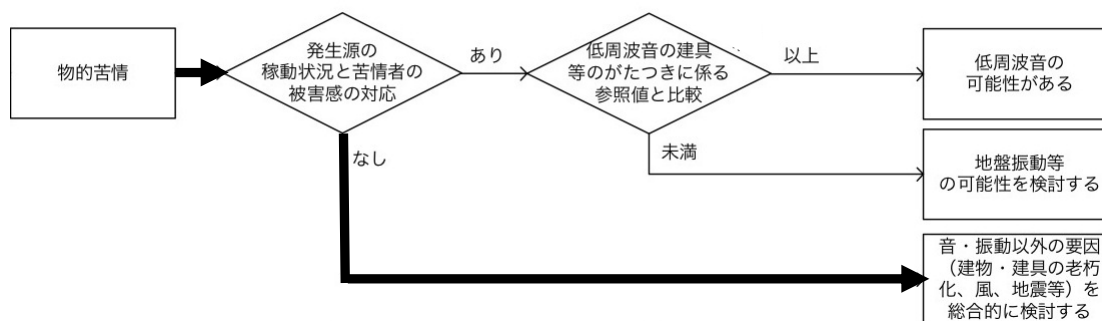 物的苦情
発生源の
稼動状況と苦情者の
被害感の対応
あり
低周波音の建具
等のがたつきに係る
参照値と比較
以上
低周波音の
可能性がある
なし
未満
地盤振動等
の可能性を検討する
音・振動以外の要因
(建物・建具の老朽
化、風、地震等)を
総合的に検討する